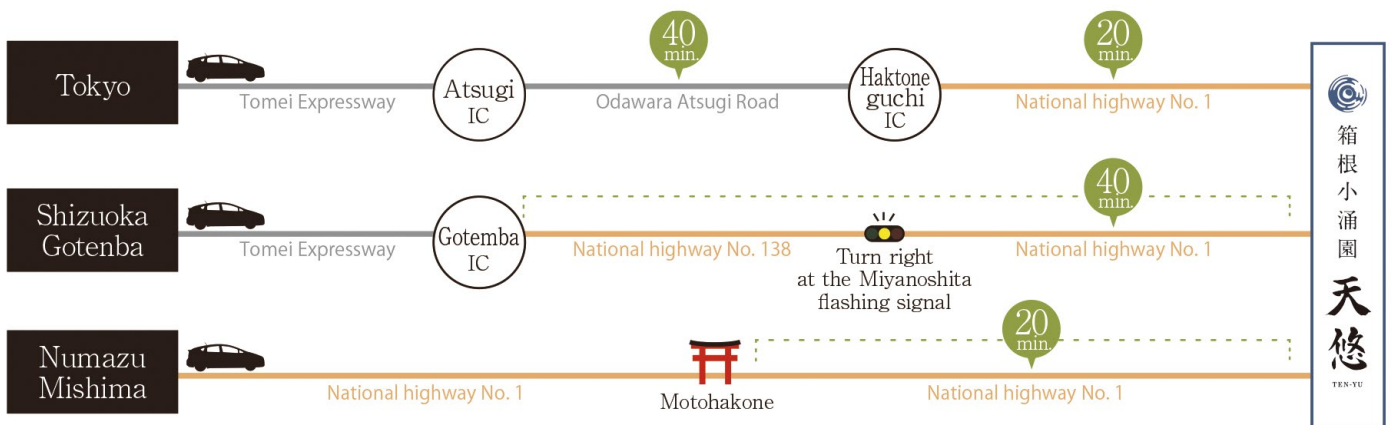 Tokyo
Tomei Expressway
Atsugi
IC
40
min.
Odawara Atsugi Road
Haktone
guchi
IC
20
min.
National highway No. 1
Shizuoka
Gotenba
Tomei Expressway
Gotemba
IC
National highway No. 138
Turn right
at the Miyanoshita
flashing signal
40
min.
National highway No. 1
Numazu
Mishima
National highway No. 1
Motohakone
20
min.
National highway No. 1
箱根小涌園
天悠
TEN-YU